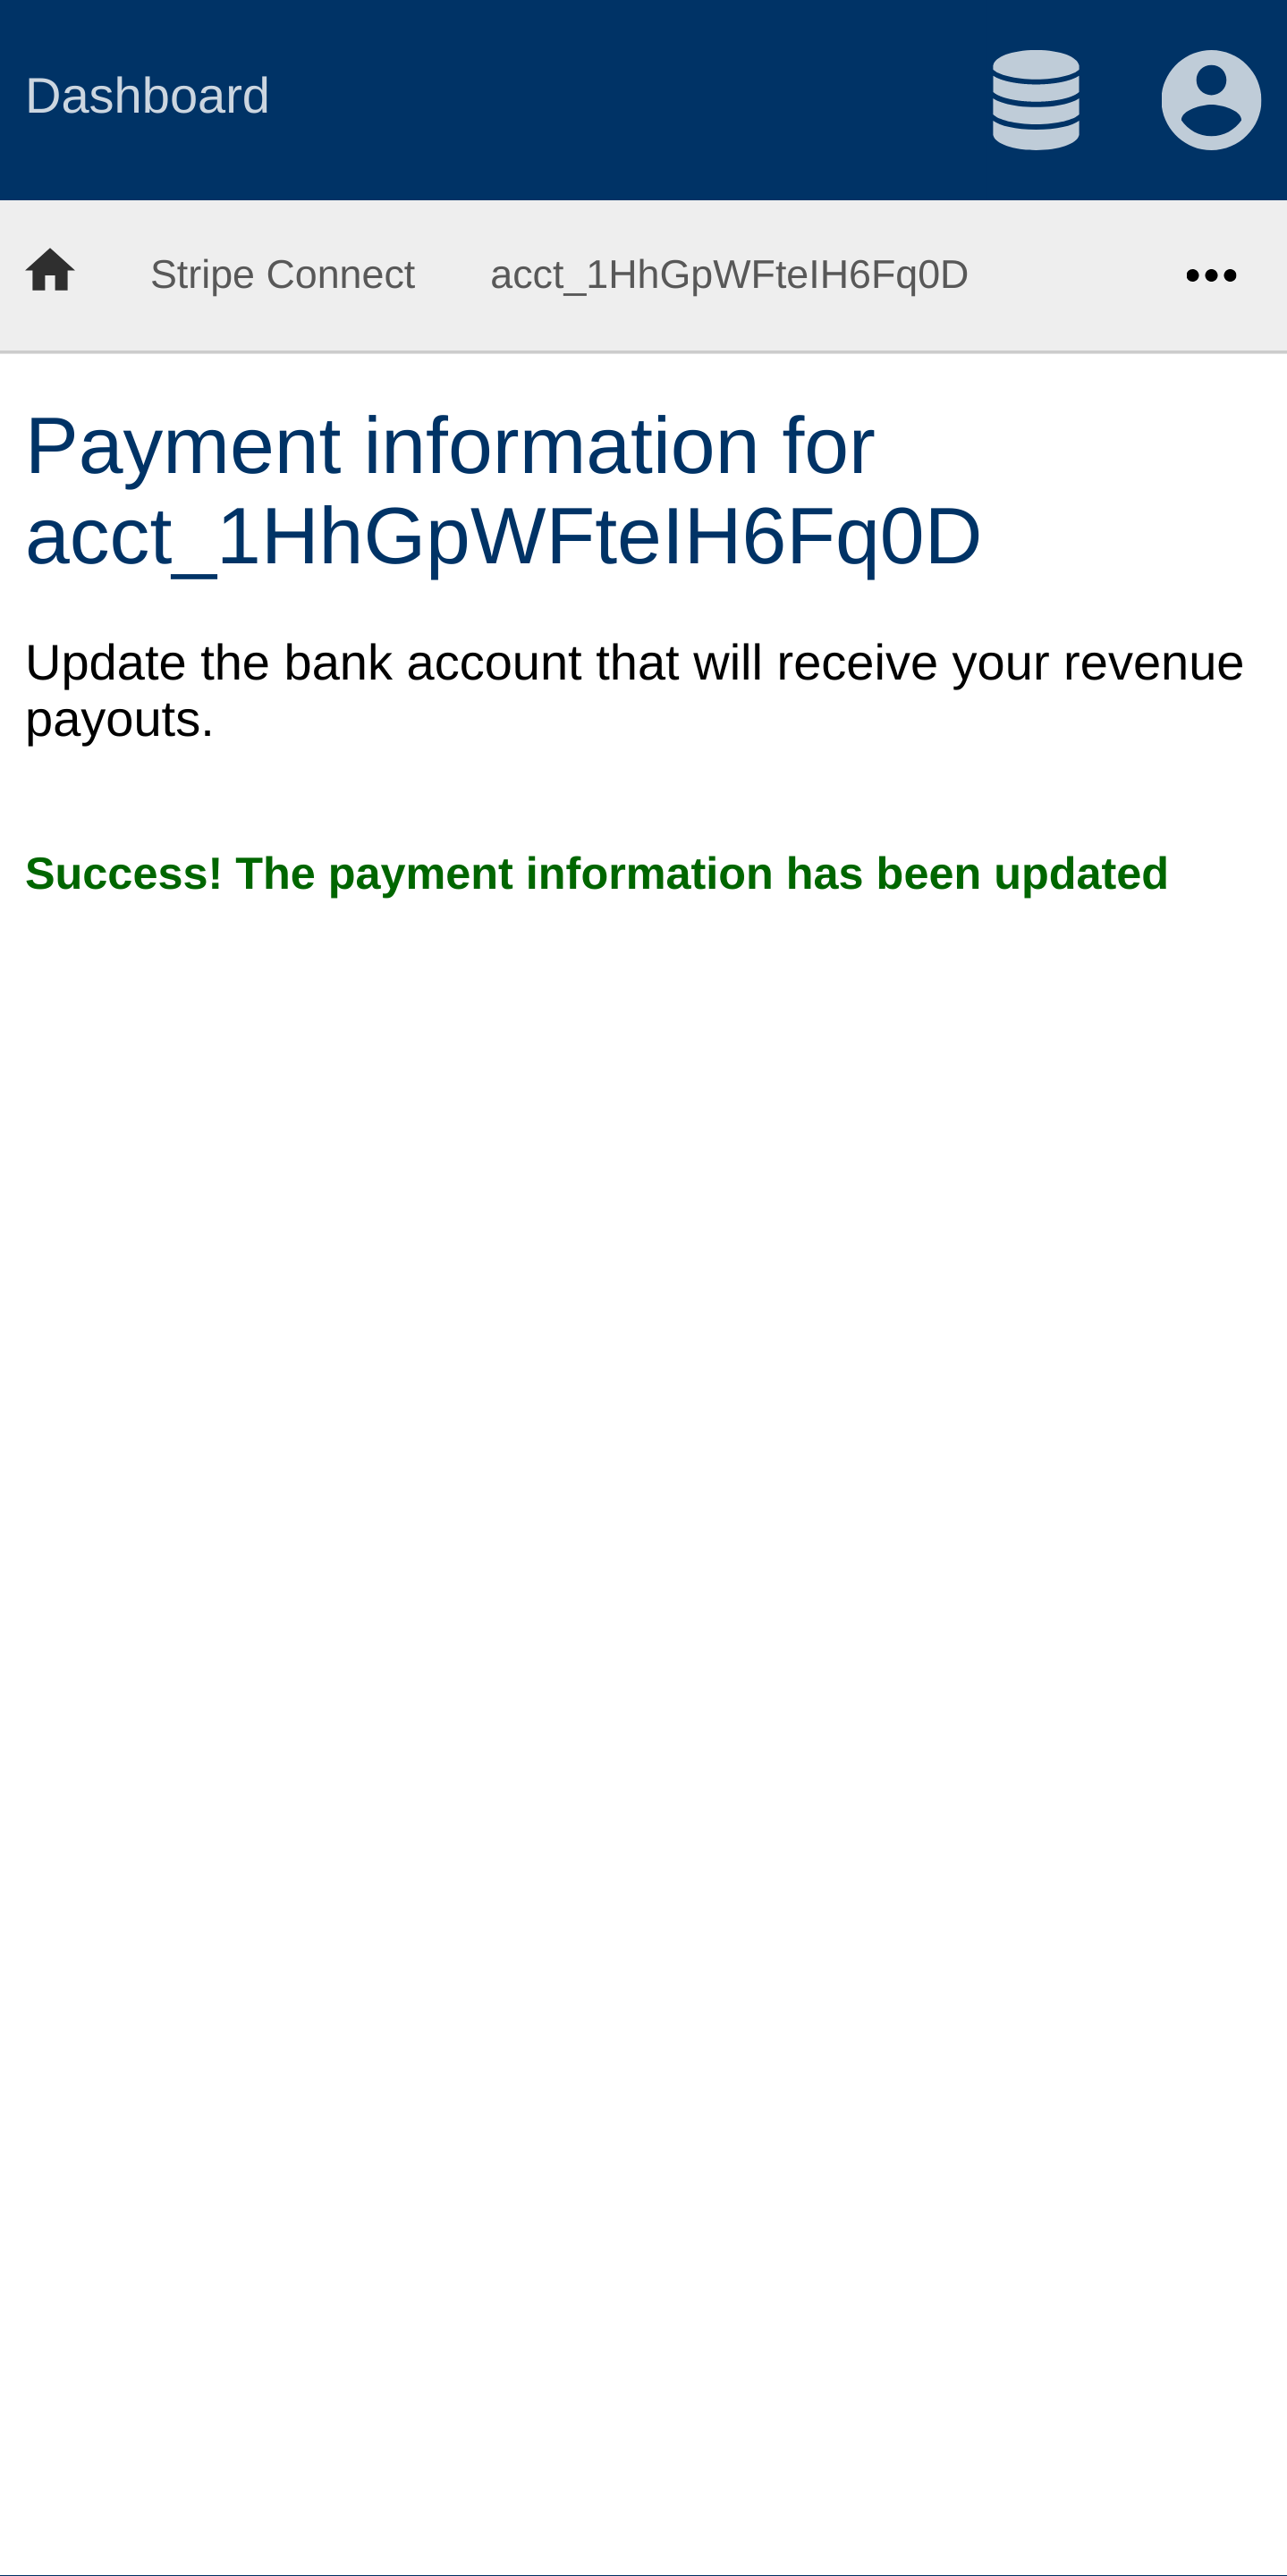 Dashboard
Stripe Connect acct_1HhGpWFteIH6Fq0D
Payment information for
acct_1HhGpWFteIH6Fq0D
Update the bank account that will receive your revenue
payouts.
Success! The payment information has been updated